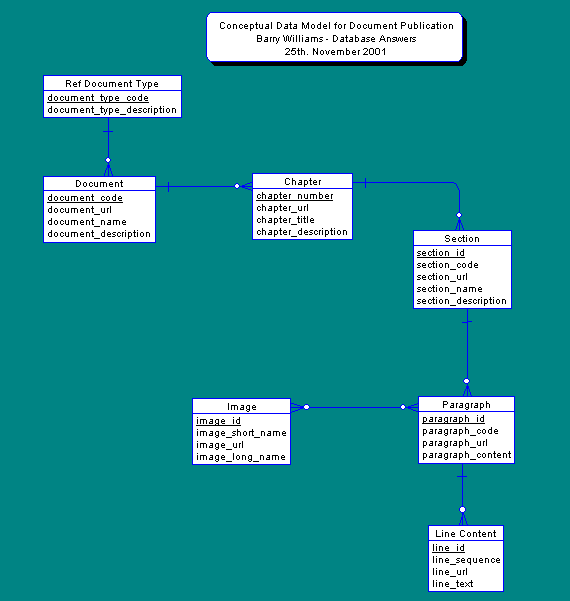 Conceptual Data Model for Document Publication
Barry Williams - Database Answers
25th. November 2001
Ref Document Type
document_type_code
document_type_description
Document
document_code
document_url
document_name
document_description
Chapter
chapter_number
chapter_url
chapter_title
chapter_description
Section
section_id
section_code
section_url
section_name
section_description
Image
image_id
image_short_name
image_url
image_long_name
Paragraph
paragraph_id
paragraph_code
paragraph_url
paragraph_content
Line Content
line_id
line_sequence
line_url
line_text